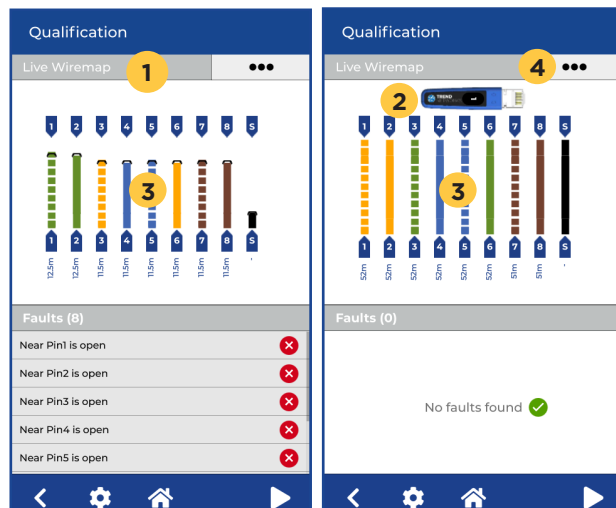 Qualification
Live Wiremap
1
•••
1 2 3 4 5 6 7 8 S
3
1 2 3 4 5 6 7 8 S
12.5m 12.5m 11.5m 11.5m 11.5m 11.5m 11.5m 11.5m -
Faults (8)
Near Pin1 is open
Near Pin2 is open
Near Pin3 is open
Near Pin4 is open
Near Pin5 is open
Qualification
Live Wiremap
4
•••
2
TREND
1
1 2 3 4 5 6 7 8 S
3
1 2 3 4 5 6 7 8 S
52m 52m 52m 52m 52m 52m 51m 51m -
Faults (0)
No faults found